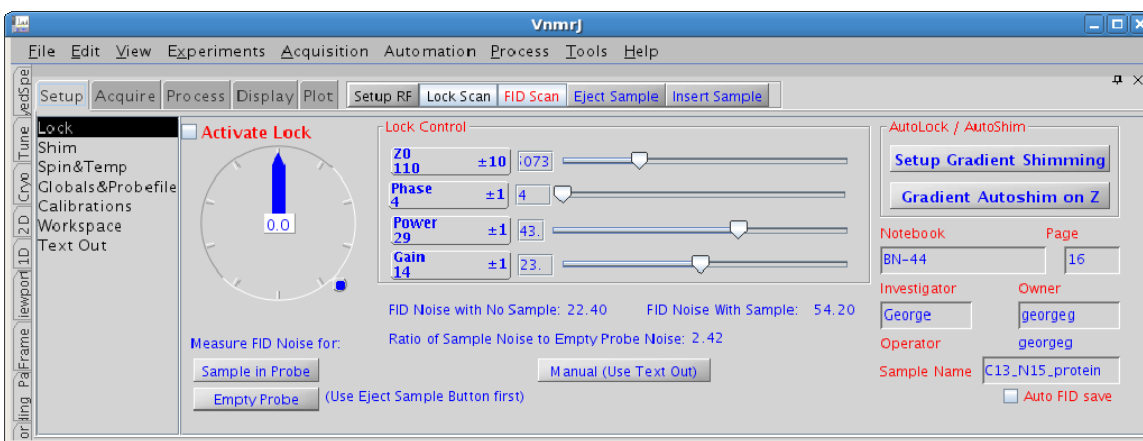 VnmrJ
File Edit View Experiments Acquisition Automation Process Tools Help
Setup Acquire Process Display Plot Setup RF Lock Scan FID Scan Eject Sample Insert Sample
Lock
Shim
Spin&Temp
Globals&Probefile
Calibrations
Workspace
Text Out
Activate Lock
0.0
Lock Control
Z0 ±10 073
110
Phase ±1 4
4
Power ±1 43.
29
Gain ±1 23.
14
FID Noise with No Sample: 22.40 FID Noise With Sample: 54.20
Ratio of Sample Noise to Empty Probe Noise: 2.42
Measure FID Noise for:
Sample in Probe
Manual (Use Text Out)
Empty Probe (Use Eject Sample Button first)
AutoLock / AutoShim
Setup Gradient Shimming
Gradient Autoshim on Z
Notebook Page
BN-44 16
Investigator Owner
George georgeg
Operator georgeg
Sample Name C13_N15_protein
Auto FID save
Tune
Cryo
2D
1D
iewport
PaFrame